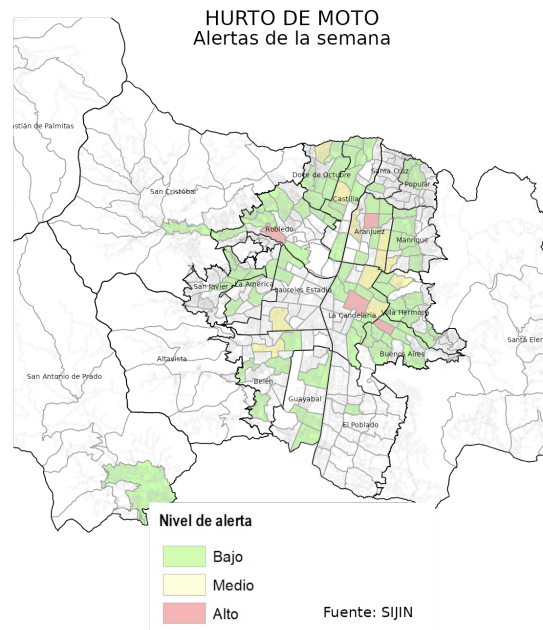 HURTO DE MOTO
Alertas de la semana
stián de Palmitas
San Cristóbal
Doce de Octubre
Santa Cruz
Popular
Castilla
Robledo
Aranjuez
Manrique
San Javier
La América
Laureles Estadio
La Candelaria
Villa Hermosa
Santa Elen
Altavista
Buenos Aires
San Antonio de Prado
Belén
Guayabal
El Poblado
Nivel de alerta
Bajo
Medio
Alto
Fuente: SIJIN